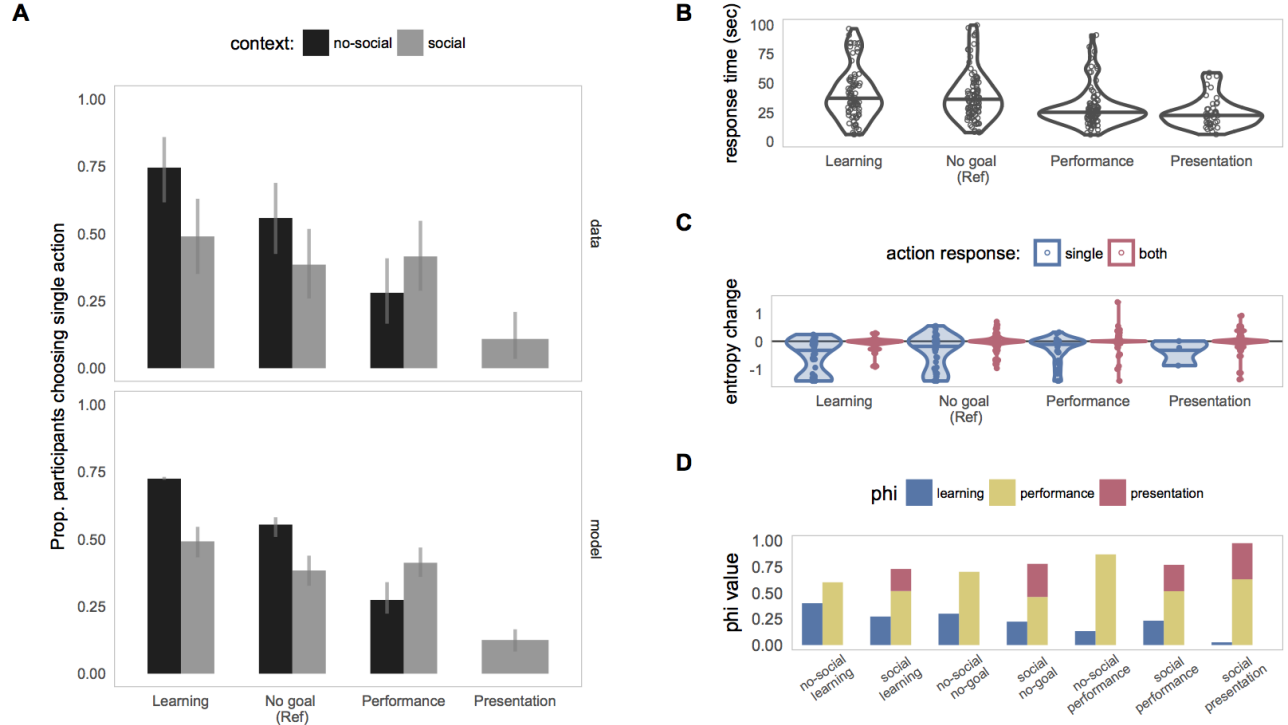 A
context: no-social social
Prop. participants choosing single action
1.00
0.75
0.50
0.25
0.00
data
1.00
0.75
0.50
0.25
0.00
model
Learning No goal Performance Presentation
(Ref)
B
response time (sec)
100
75
50
25
0
Learning No goal Performance Presentation
(Ref)
C
action response: single both
entropy change
1
0
-1
Learning No goal Performance Presentation
(Ref)
D
phi learning performance presentation
phi value
1.00
0.75
0.50
0.25
0.00
no-social
learning
social
learning
no-social
no-goal
social
no-goal
no-social
performance
social
performance
social
presentation